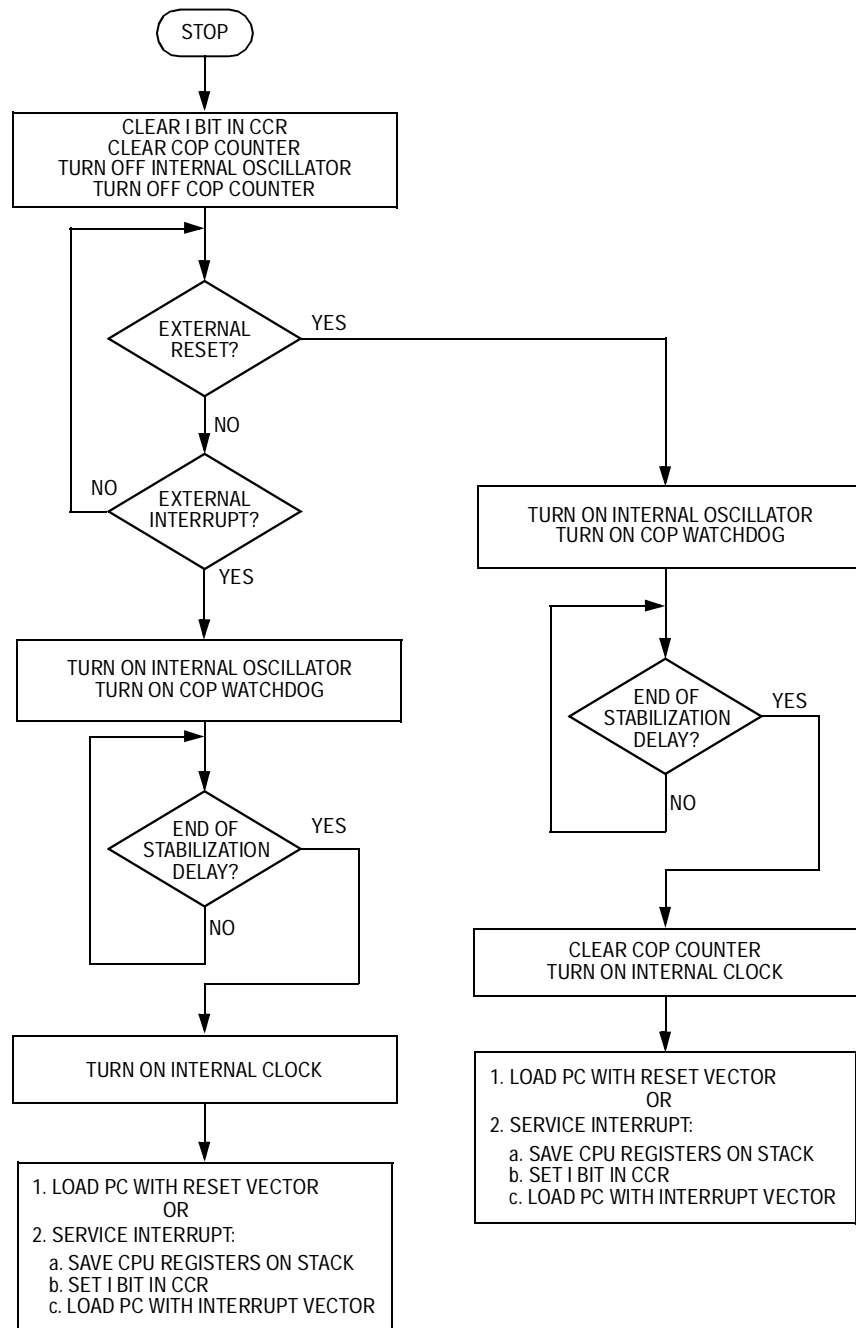 STOP
CLEAR I BIT IN CCR
CLEAR COP COUNTER
TURN OFF INTERNAL OSCILLATOR
TURN OFF COP COUNTER
EXTERNAL
RESET?
YES
NO
EXTERNAL
INTERRUPT?
NO
YES
TURN ON INTERNAL OSCILLATOR
TURN ON COP WATCHDOG
END OF
STABILIZATION
DELAY?
YES
NO
TURN ON INTERNAL CLOCK
1. LOAD PC WITH RESET VECTOR
OR
2. SERVICE INTERRUPT:
a. SAVE CPU REGISTERS ON STACK
b. SET I BIT IN CCR
c. LOAD PC WITH INTERRUPT VECTOR
TURN ON INTERNAL OSCILLATOR
TURN ON COP WATCHDOG
END OF
STABILIZATION
DELAY?
YES
NO
CLEAR COP COUNTER
TURN ON INTERNAL CLOCK
1. LOAD PC WITH RESET VECTOR
OR
2. SERVICE INTERRUPT:
a. SAVE CPU REGISTERS ON STACK
b. SET I BIT IN CCR
c. LOAD PC WITH INTERRUPT VECTOR